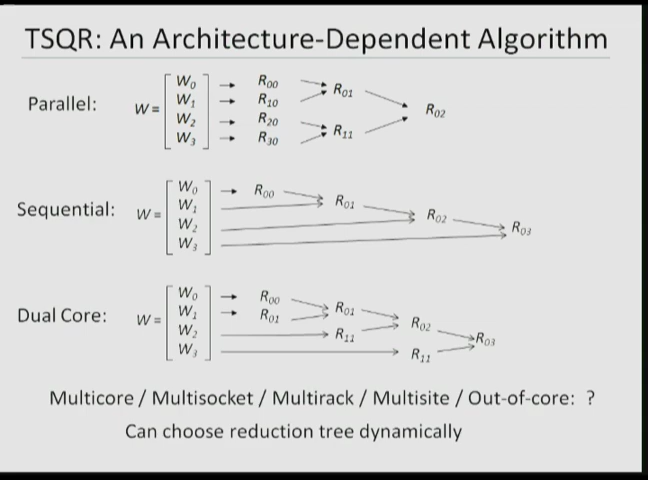 TSQR: An Architecture-Dependent Algorithm
Parallel: W = W0 W1 W2 W3 R00 R10 R20 R30 R01 R11 R02
Sequential: W = W0 W1 W2 W3 R00 R01 R02 R03
Dual Core: W = W0 W1 W2 W3 R00 R01 R01 R11 R02 R11 R03
Multicore / Multisocket / Multirack / Multisite / Out-of-core: ?
Can choose reduction tree dynamically